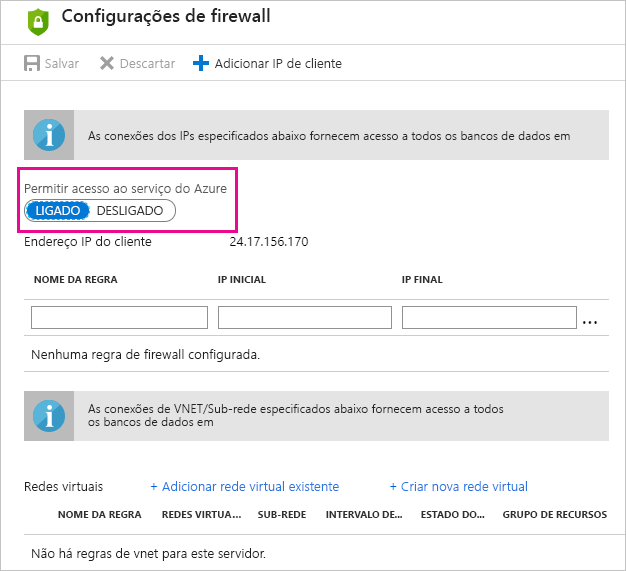 Configurações de firewall
Salvar Descartar Adicionar IP de cliente
As conexões dos IPs especificados abaixo fornecem acesso a todos os bancos de dados em
Permitir acesso ao serviço do Azure
LIGADO DESLIGADO
Endereço IP do cliente 24.17.156.170
NOME DA REGRA IP INICIAL IP FINAL
...
Nenhuma regra de firewall configurada.
As conexões de VNET/Sub-rede especificados abaixo fornecem acesso a todos
os bancos de dados em
Redes virtuais + Adicionar rede virtual existente + Criar nova rede virtual
NOME DA REGRA REDES VIRTUA... SUB-REDE INTERVALO DE... ESTADO DO... GRUPO DE RECURSOS
Não há regras de vnet para este servidor.